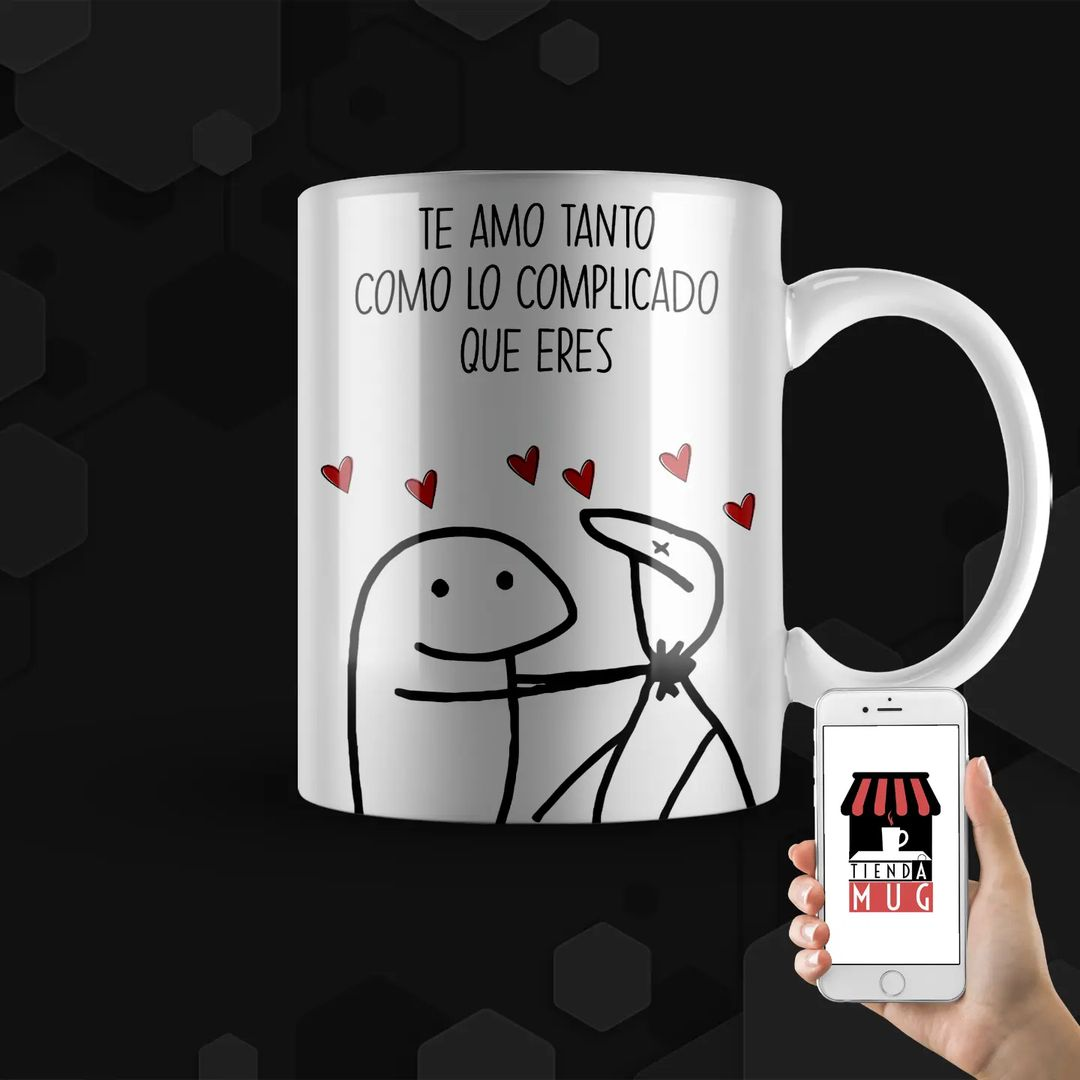 TE AMO TANTO
COMO LO COMPLICADO
QUE ERES
TIENDA
MUG